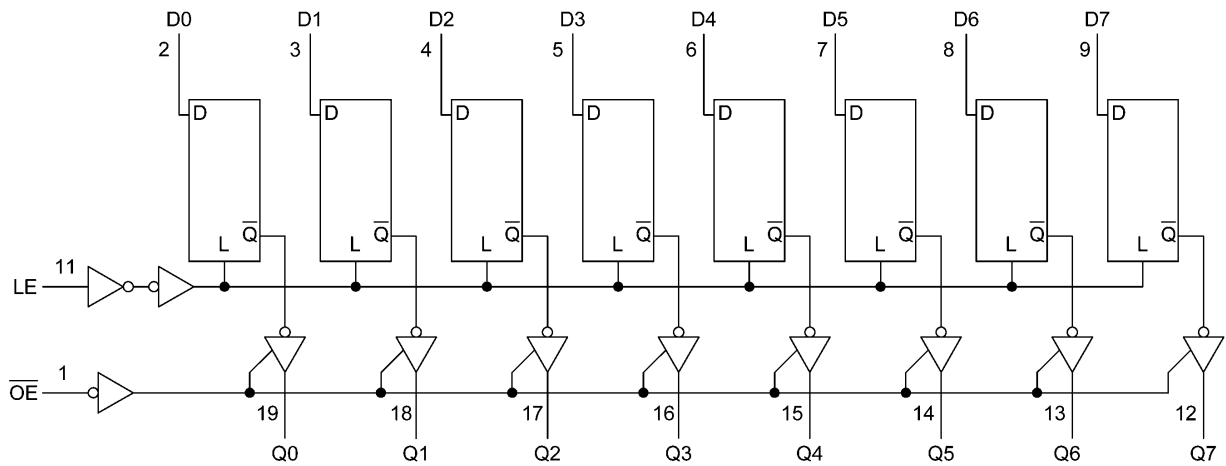 D0 D1 D2 D3 D4 D5 D6 D7
2 3 4 5 6 7 8 9
D D D D D D D D
Q̅ Q̅ Q̅ Q̅ Q̅ Q̅ Q̅ Q̅
L L L L L L L L
11
LE
1
O̅E̅
19 18 17 16 15 14 13 12
Q0 Q1 Q2 Q3 Q4 Q5 Q6 Q7